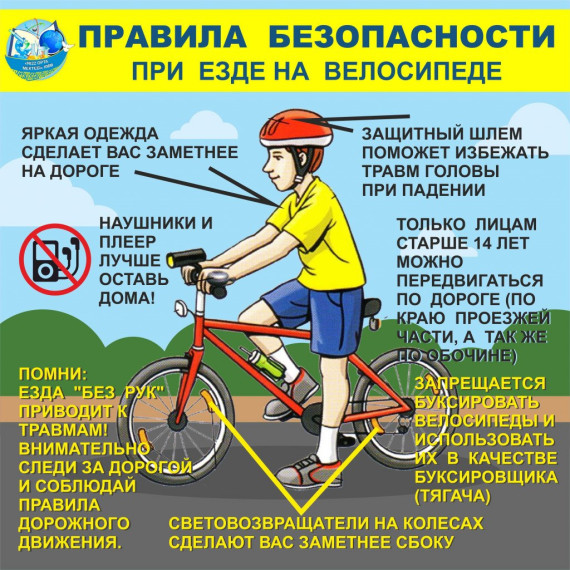 ПРАВИЛА БЕЗОПАСНОСТИ
ПРИ ЕЗДЕ НА ВЕЛОСИПЕДЕ
ЯРКАЯ ОДЕЖДА
СДЕЛАЕТ ВАС ЗАМЕТНЕЕ
НА ДОРОГЕ
ЗАЩИТНЫЙ ШЛЕМ
ПОМОЖЕТ ИЗБЕЖАТЬ
ТРАВМ ГОЛОВЫ
ПРИ ПАДЕНИИ
НАУШНИКИ И
ПЛЕЕР
ЛУЧШЕ
ОСТАВЬ
ДОМА!
ТОЛЬКО ЛИЦАМ
СТАРШЕ 14 ЛЕТ
МОЖНО
ПЕРЕДВИГАТЬСЯ
ПО ДОРОГЕ (ПО
КРАЮ ПРОЕЗЖЕЙ
ЧАСТИ, А ТАК ЖЕ
ПО ОБОЧИНЕ)
ПОМНИ:
ЕЗДА "БЕЗ РУК"
ПРИВОДИТ К
ТРАВМАМ!
ВНИМАТЕЛЬНО
СЛЕДИ ЗА ДОРОГОЙ
И СОБЛЮДАЙ
ПРАВИЛА
ДОРОЖНОГО
ДВИЖЕНИЯ.
ЗАПРЕЩАЕТСЯ
БУКСИРОВАТЬ
ВЕЛОСИПЕДЫ И
ИСПОЛЬЗОВАТЬ
ИХ В КАЧЕСТВЕ
БУКСИРОВЩИКА
(ТЯГАЧА)
СВЕТОВОЗВРАЩАТЕЛИ НА КОЛЕСАХ
СДЕЛАЮТ ВАС ЗАМЕТНЕЕ СБОКУ